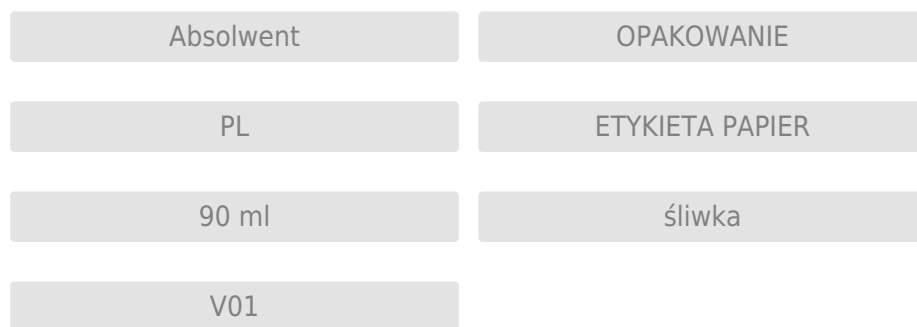 Absolwent
OPAKOWANIE
PL
ETYKIETA PAPIER
90 ml
śliwka
V01